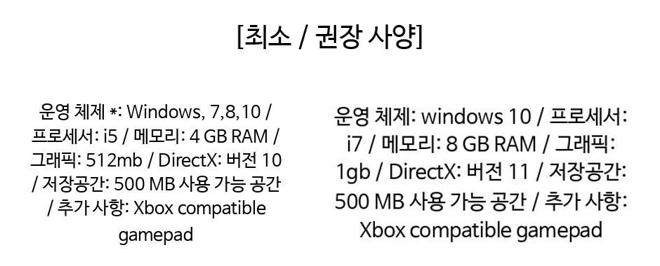 [최소 / 권장 사양]
운영 체제 *: Windows, 7,8,10 /
프로세서: i5 / 메모리: 4 GB RAM /
그래픽: 512mb / DirectX: 버전 10
/ 저장공간: 500 MB 사용 가능 공간
/ 추가 사항: Xbox compatible
gamepad
운영 체제: windows 10 / 프로세서:
i7 / 메모리: 8 GB RAM / 그래픽:
1gb / DirectX: 버전 11 / 저장공간:
500 MB 사용 가능 공간 / 추가 사항:
Xbox compatible gamepad